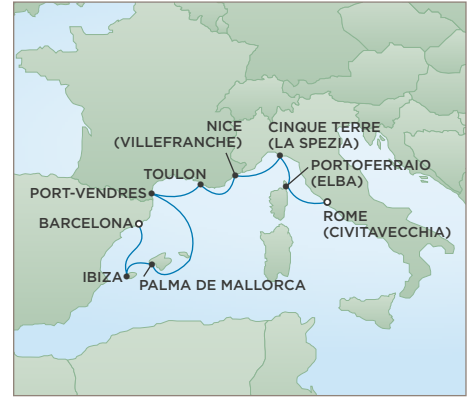 NICE
(VILLEFRANCHE)
CINQUE TERRE
(LA SPEZIA)
TOULON
PORTOFERRAIO
(ELBA)
PORT-VENDRES
BARCELONA
ROME
(CIVITAVECCHIA)
IBIZA
PALMA DE MALLORCA